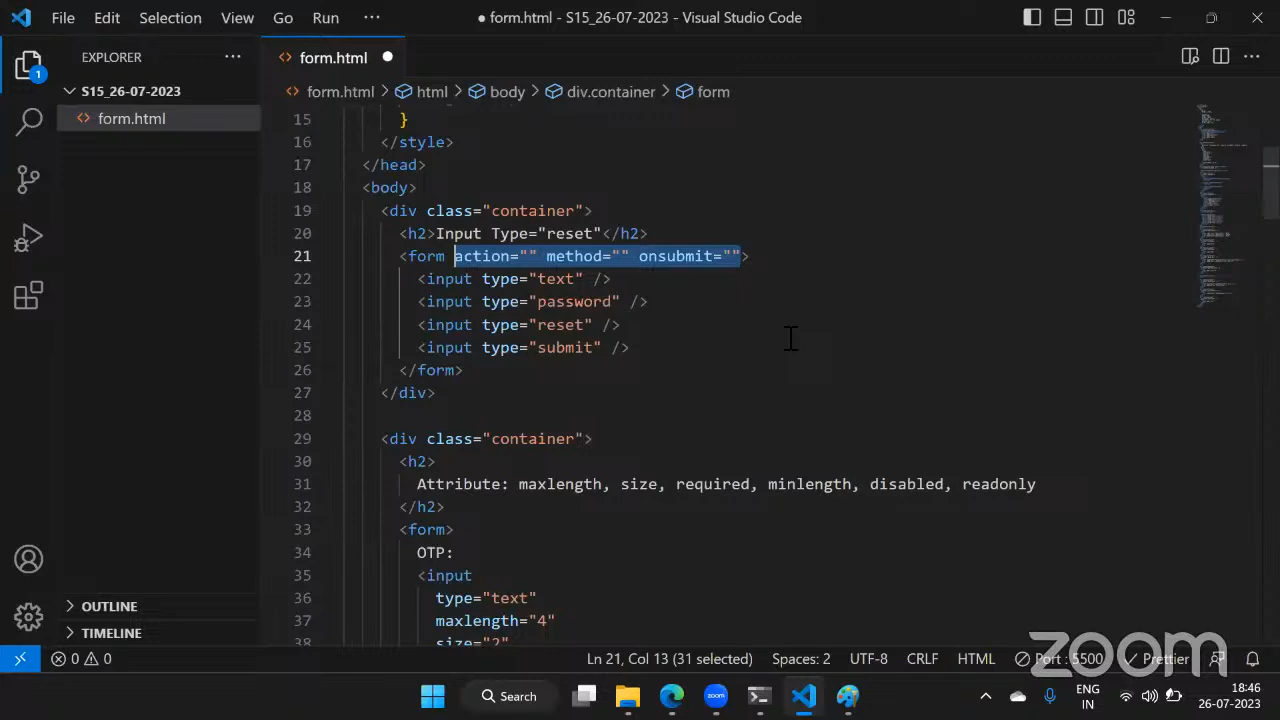 File Edit Selection View Go Run ··· ● form.html - S15_26-07-2023 - Visual Studio Code
EXPLORER ···
S15_26-07-2023
form.html
1
form.html ●
form.html > html > body > div.container > form
15 }
16 </style>
17 </head>
18 <body>
19 <div class="container">
20 <h2>Input Type="reset"</h2>
21 <form action="" method="" onsubmit="">
22 <input type="text" />
23 <input type="password" />
24 <input type="reset" />
25 <input type="submit" />
26 </form>
27 </div>
28
29 <div class="container">
30 <h2>
31 Attribute: maxlength, size, required, minlength, disabled, readonly
32 </h2>
33 <form>
34 OTP:
35 <input
36 type="text"
37 maxlength="4"
38 size="2"
OUTLINE
TIMELINE
zoom
0 0 Ln 21, Col 13 (31 selected) Spaces: 2 UTF-8 CRLF HTML Port : 5500 Prettier
Search
zoom
ENG
IN
18:46
26-07-2023